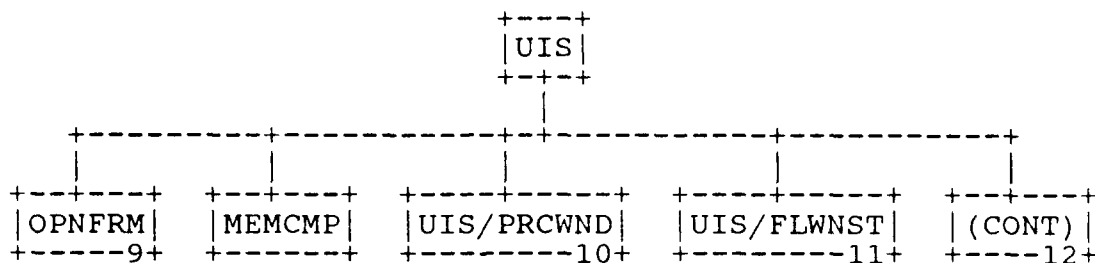 UIS
OPNFRM MEMCMP UIS/PRCWND UIS/FLWNST (CONT)
9 10 11 12